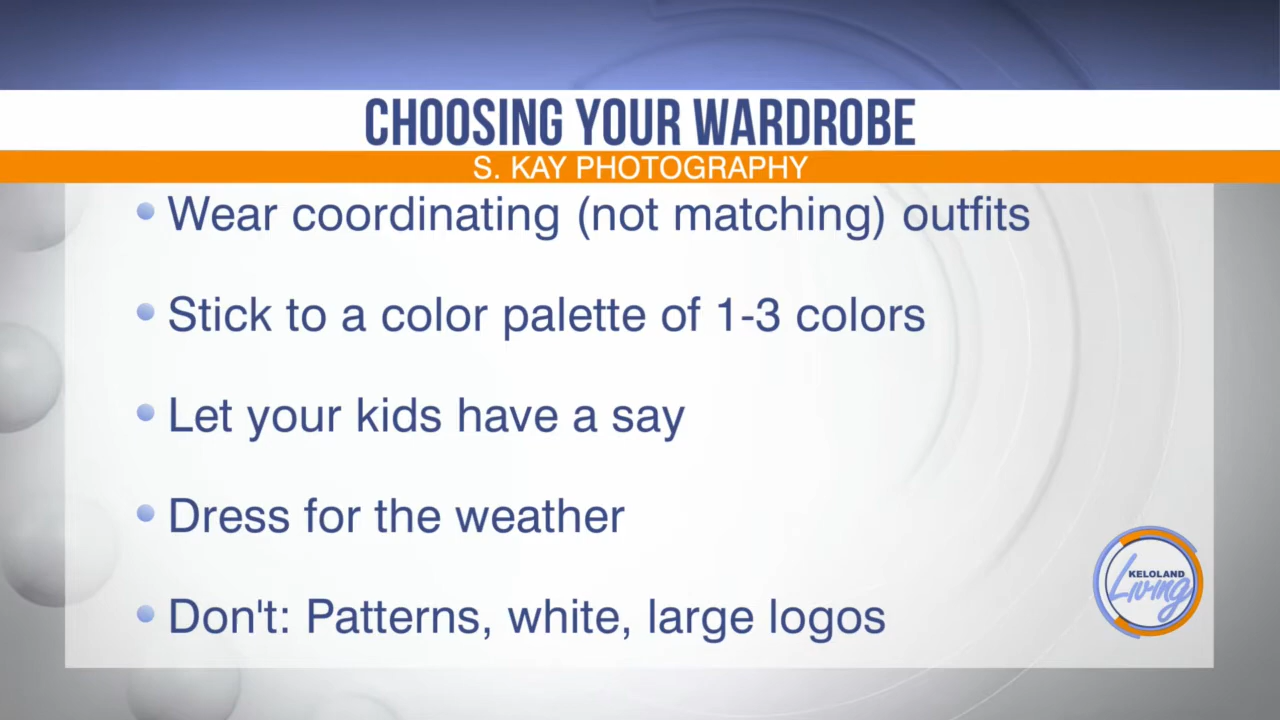 CHOOSING YOUR WARDROBE
S. KAY PHOTOGRAPHY
• Wear coordinating (not matching) outfits
• Stick to a color palette of 1-3 colors
• Let your kids have a say
• Dress for the weather
• Don't: Patterns, white, large logos
KELOLAND
Living